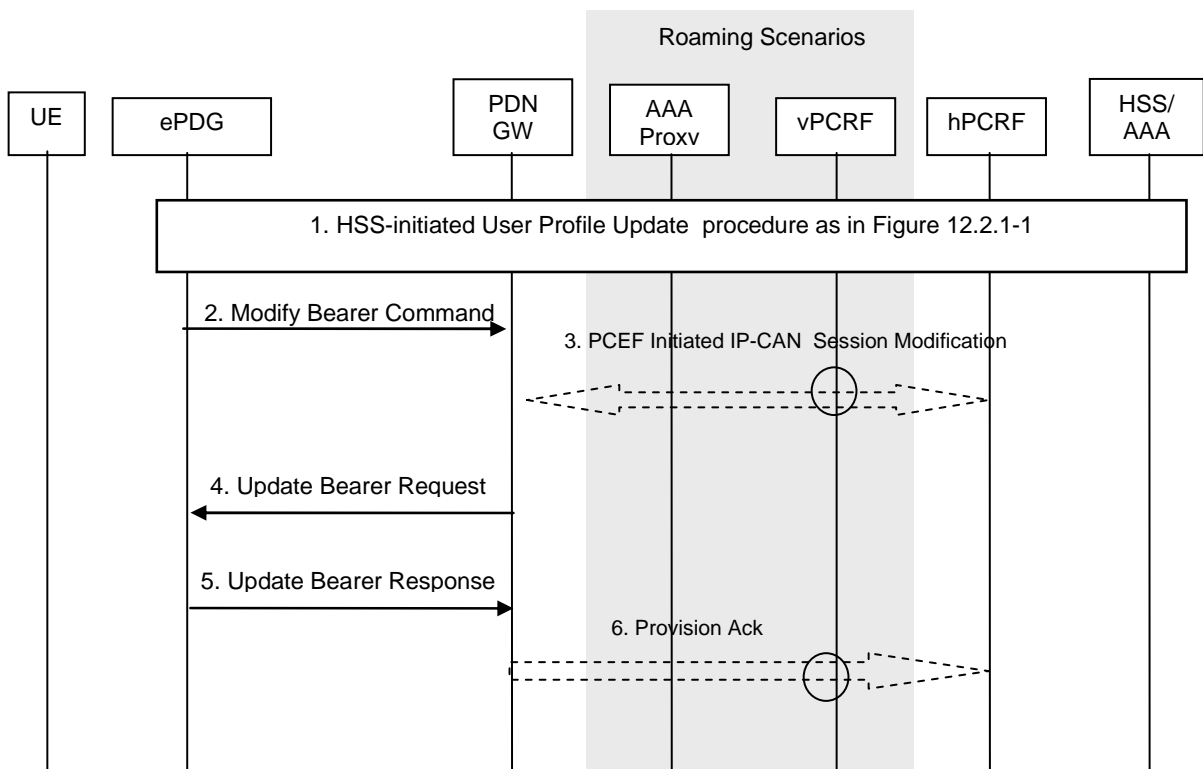 Roaming Scenarios
UE
ePDG
PDN
GW
AAA
Proxy
vPCRF
hPCRF
HSS/
AAA
1. HSS-initiated User Profile Update procedure as in Figure 12.2.1-1
2. Modify Bearer Command
3. PCEF Initiated IP-CAN Session Modification
4. Update Bearer Request
5. Update Bearer Response
6. Provision Ack